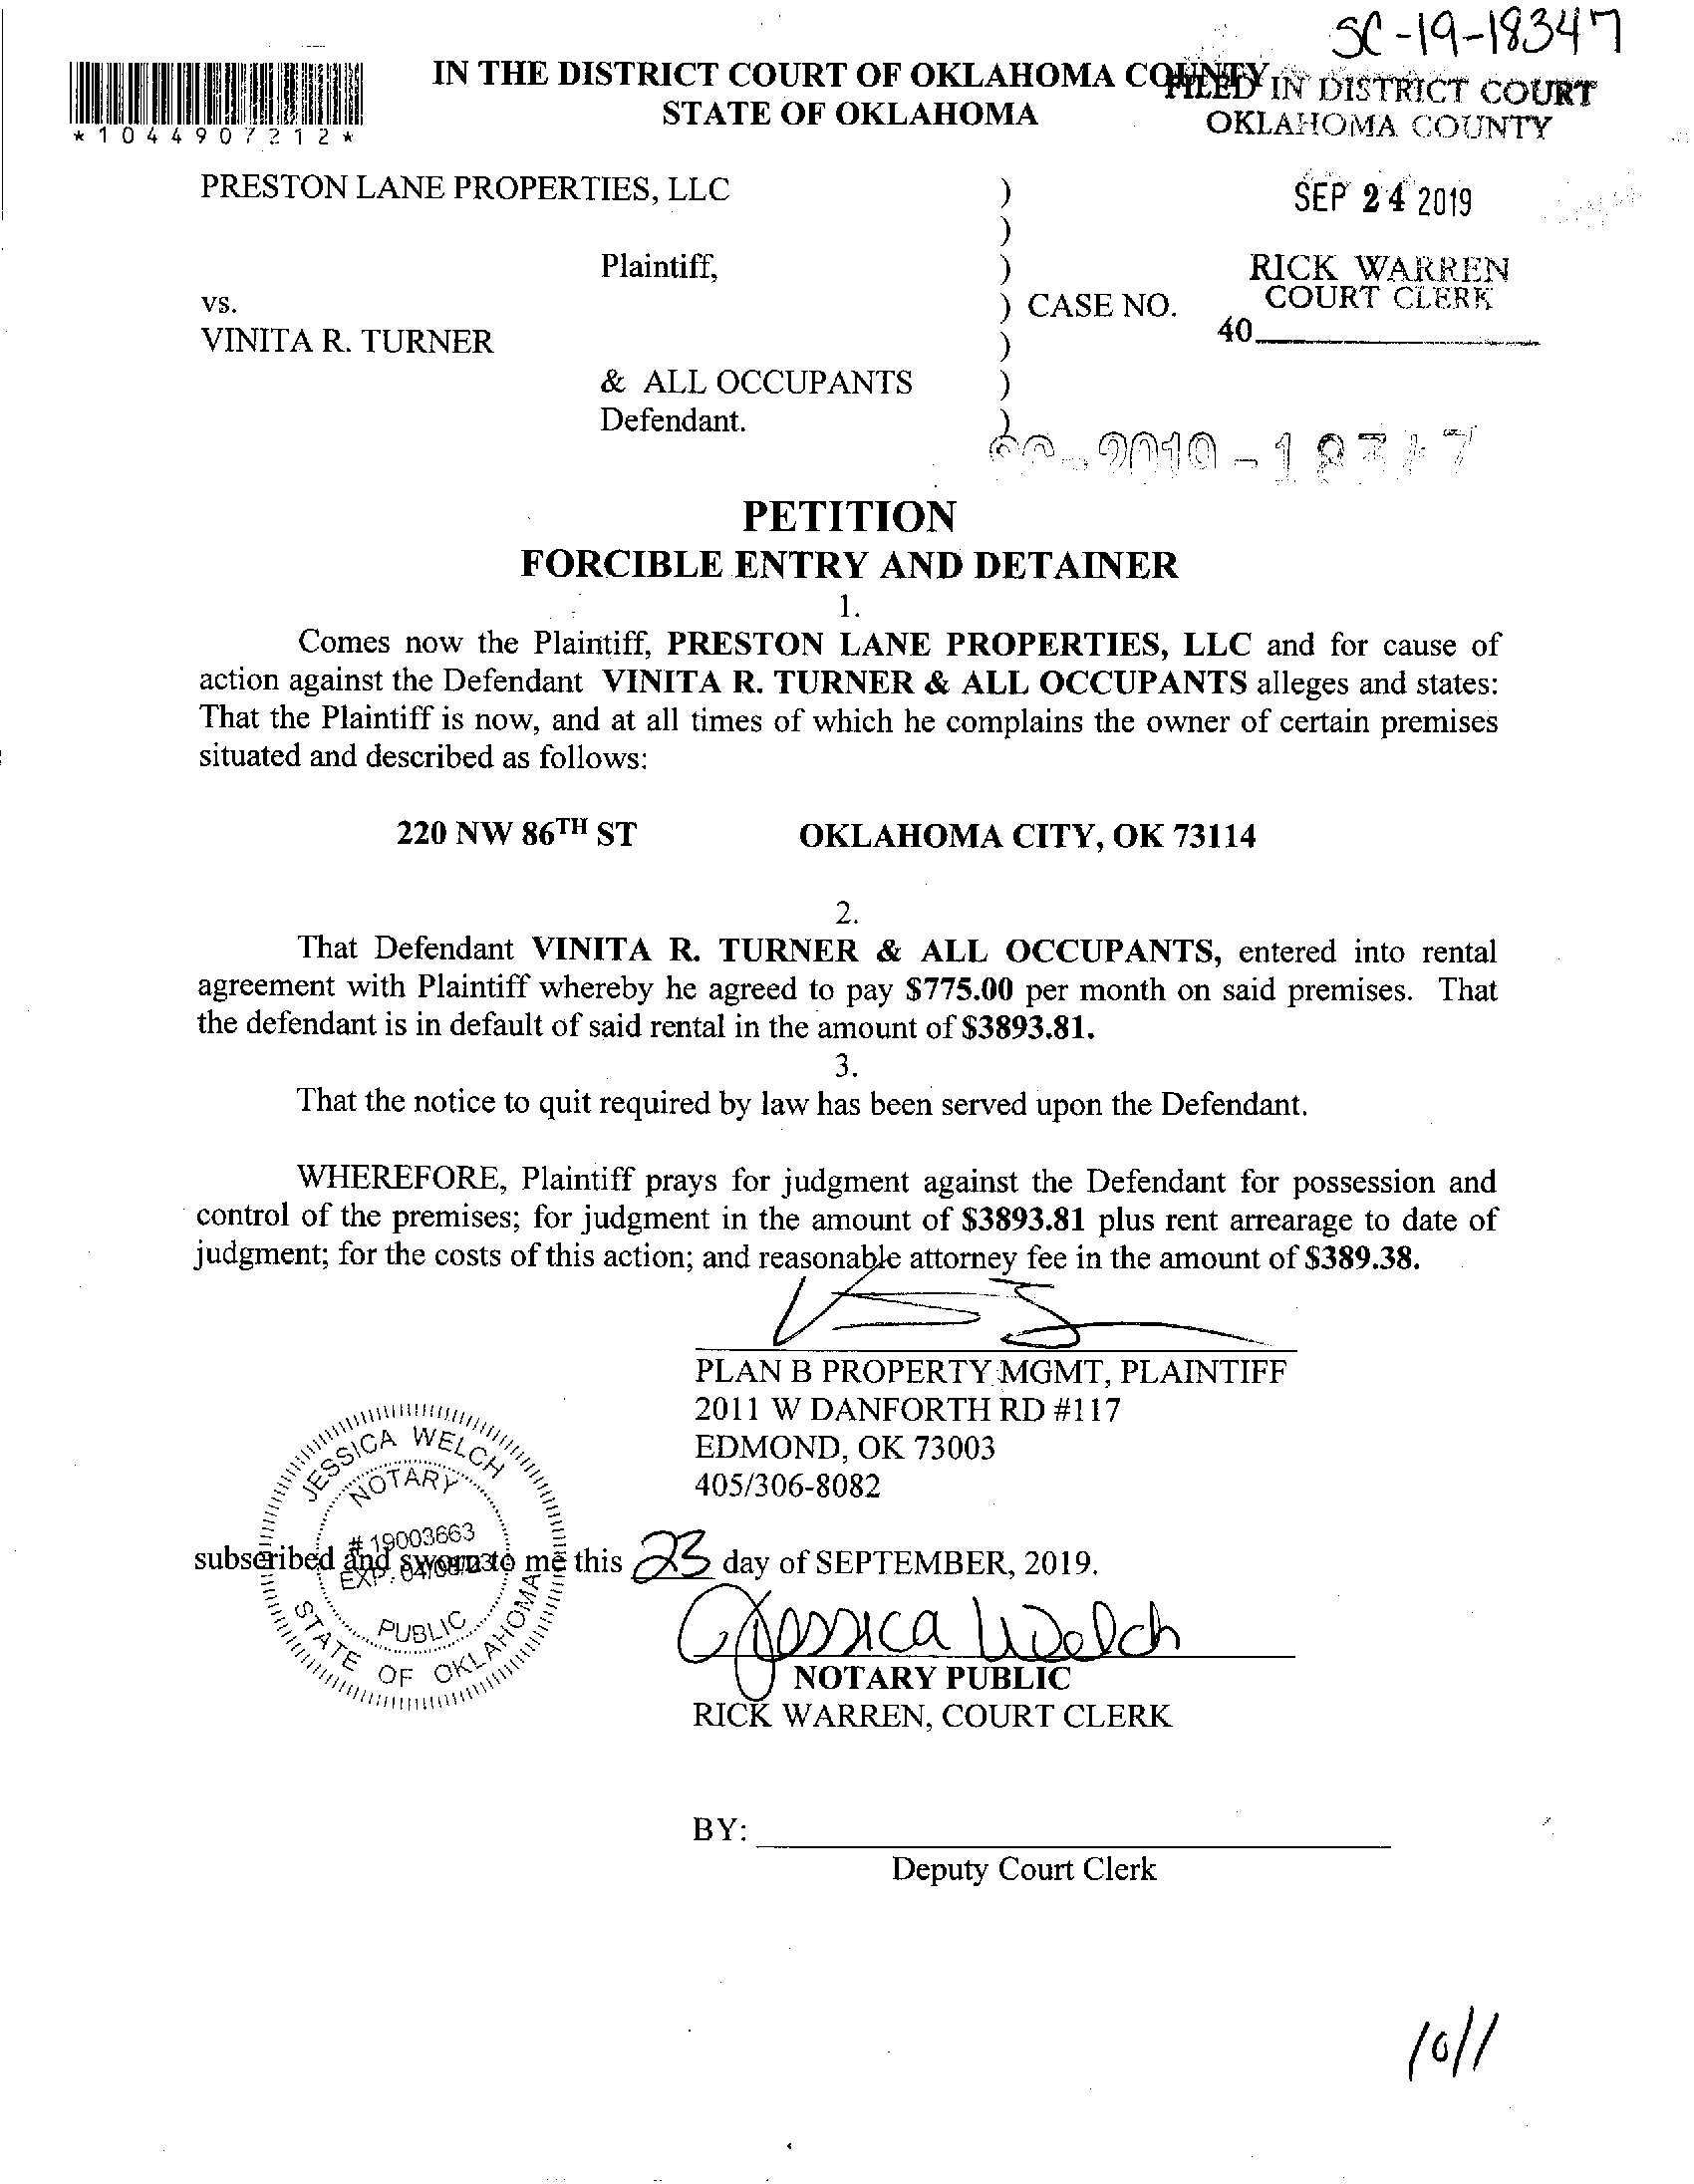 SC-19-18347
IN THE DISTRICT COURT OF OKLAHOMA COUNTY
STATE OF OKLAHOMA
FILED IN DISTRICT COURT
OKLAHOMA COUNTY
*1044907212*
PRESTON LANE PROPERTIES, LLC )
SEP 24 2019
)
Plaintiff, )
RICK WARREN
COURT CLERK
vs. ) CASE NO.
40
VINITA R. TURNER )
& ALL OCCUPANTS )
Defendant. )
PETITION
FORCIBLE ENTRY AND DETAINER
1.
Comes now the Plaintiff, PRESTON LANE PROPERTIES, LLC and for cause of
action against the Defendant VINITA R. TURNER & ALL OCCUPANTS alleges and states:
That the Plaintiff is now, and at all times of which he complains the owner of certain premises
situated and described as follows:
220 NW 86TH ST OKLAHOMA CITY, OK 73114
2.
That Defendant VINITA R. TURNER & ALL OCCUPANTS, entered into rental
agreement with Plaintiff whereby he agreed to pay $775.00 per month on said premises. That
the defendant is in default of said rental in the amount of $3893.81.
3.
That the notice to quit required by law has been served upon the Defendant.
WHEREFORE, Plaintiff prays for judgment against the Defendant for possession and
control of the premises; for judgment in the amount of $3893.81 plus rent arrearage to date of
judgment; for the costs of this action; and reasonable attorney fee in the amount of $389.38.
PLAN B PROPERTY MGMT, PLAINTIFF
2011 W DANFORTH RD #117
EDMOND, OK 73003
405/306-8082
JESSICA WELCH
NOTARY
# 19003663
EXP. 04/08/23
PUBLIC
STATE OF OKLAHOMA
subscribed and sworn to me this 23 day of SEPTEMBER, 2019.
Jessica Welch
NOTARY PUBLIC
RICK WARREN, COURT CLERK
BY:
Deputy Court Clerk
10/1